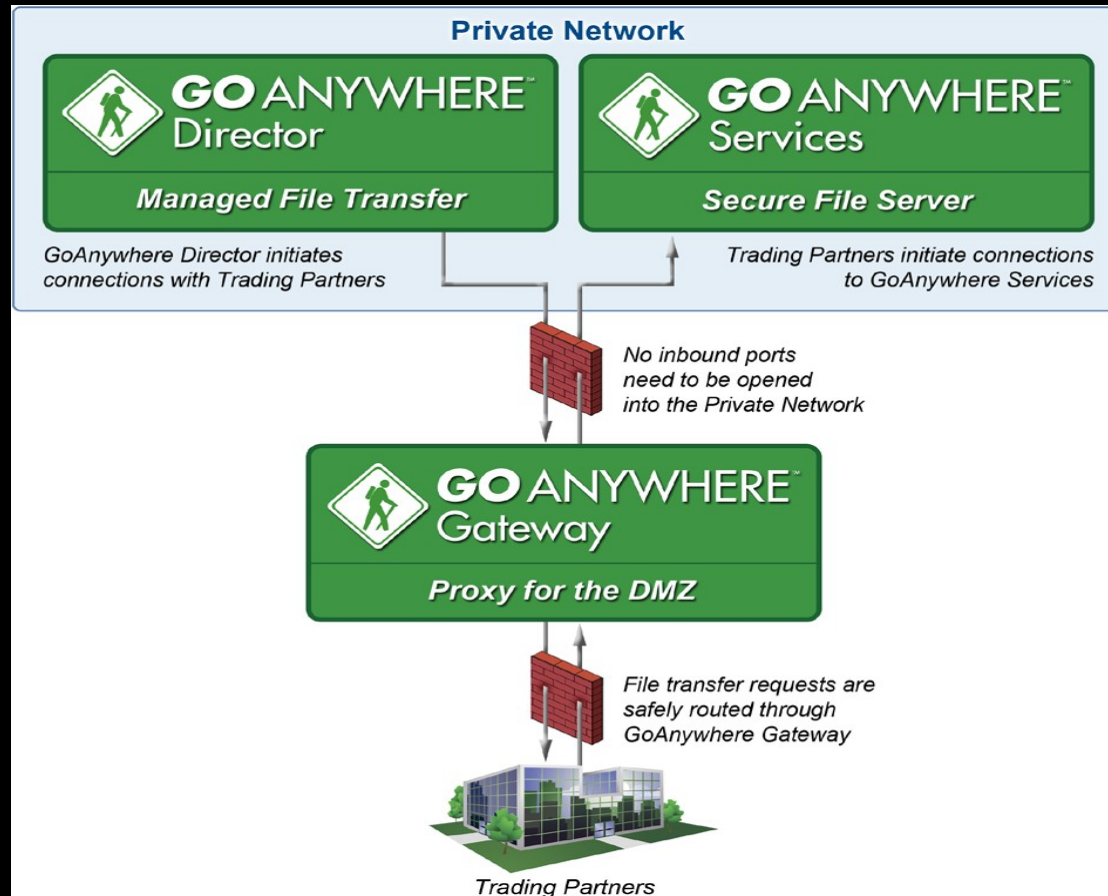 Private Network
GO ANYWHERE™
Director
Managed File Transfer
GO ANYWHERE™
Services
Secure File Server
GoAnywhere Director initiates
connections with Trading Partners
Trading Partners initiate connections
to GoAnywhere Services
No inbound ports
need to be opened
into the Private Network
GO ANYWHERE™
Gateway
Proxy for the DMZ
File transfer requests are
safely routed through
GoAnywhere Gateway
Trading Partners